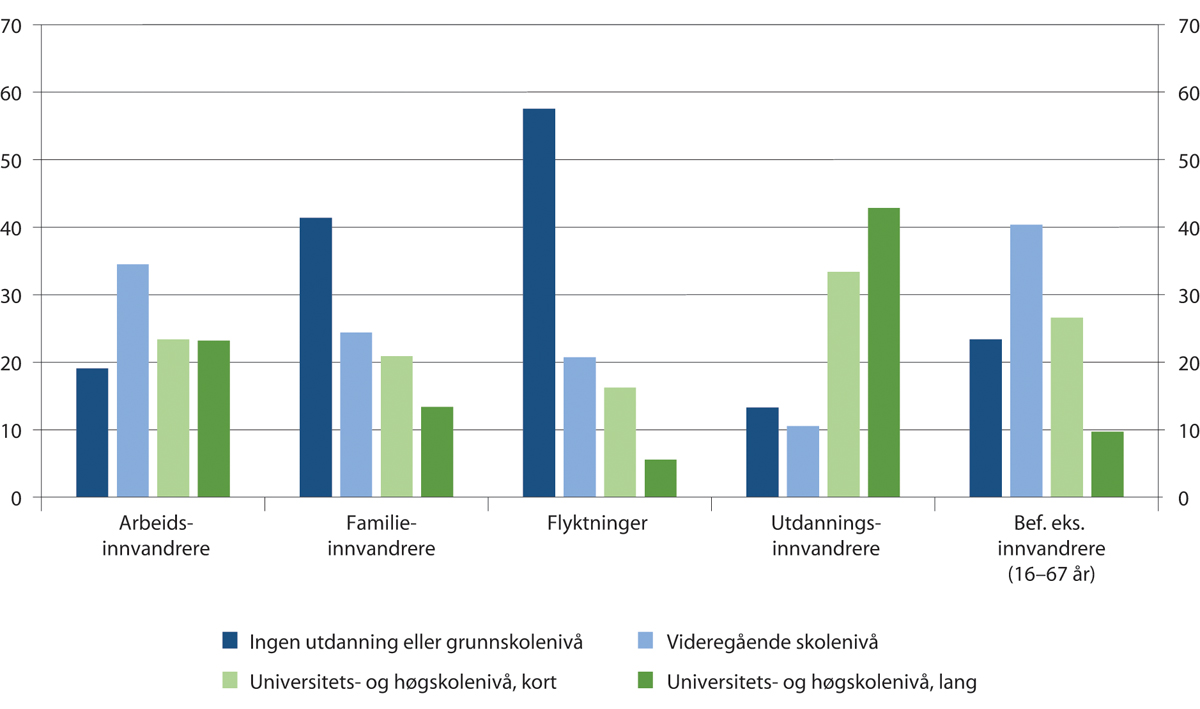 70 70
60 60
50 50
40 40
30 30
20 20
10 10
0 0
Arbeids-
innvandrere
Familie-
innvandrere
Flyktninger
Utdannings-
innvandrere
Bef. eks.
innvandrere
(16–67 år)
Ingen utdanning eller grunnskolenivå
Videregående skolenivå
Universitets- og høgskolenivå, kort
Universitets- og høgskolenivå, lang